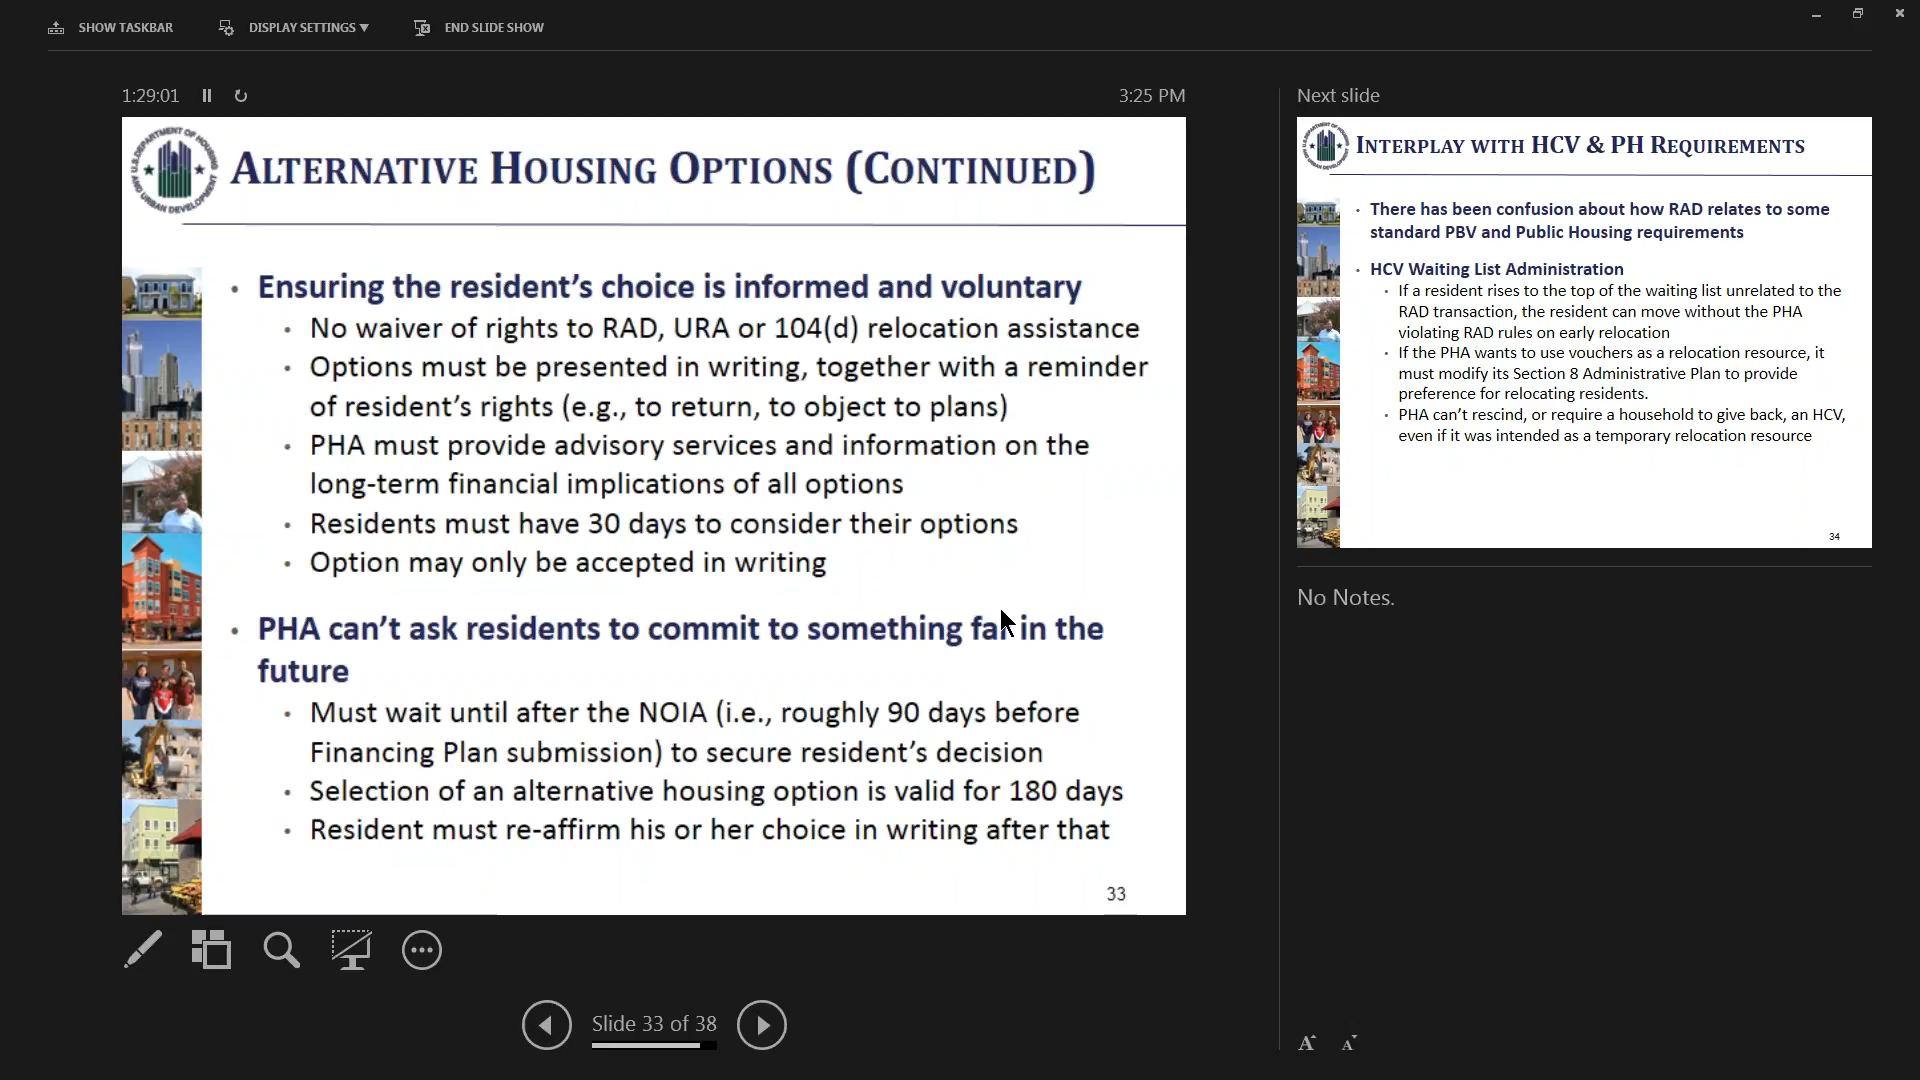 SHOW TASKBAR
DISPLAY SETTINGS ▼
END SLIDE SHOW
1:29:01
3:25 PM
U.S. DEPARTMENT OF HOUSING AND URBAN DEVELOPMENT
ALTERNATIVE HOUSING OPTIONS (CONTINUED)
• Ensuring the resident’s choice is informed and voluntary
• No waiver of rights to RAD, URA or 104(d) relocation assistance
• Options must be presented in writing, together with a reminder
of resident’s rights (e.g., to return, to object to plans)
• PHA must provide advisory services and information on the
long-term financial implications of all options
• Residents must have 30 days to consider their options
• Option may only be accepted in writing
• PHA can’t ask residents to commit to something far in the
future
• Must wait until after the NOIA (i.e., roughly 90 days before
Financing Plan submission) to secure resident’s decision
• Selection of an alternative housing option is valid for 180 days
• Resident must re-affirm his or her choice in writing after that
33
Slide 33 of 38
Next slide
INTERPLAY WITH HCV & PH REQUIREMENTS
• There has been confusion about how RAD relates to some
standard PBV and Public Housing requirements
• HCV Waiting List Administration
• If a resident rises to the top of the waiting list unrelated to the
RAD transaction, the resident can move without the PHA
violating RAD rules on early relocation
• If the PHA wants to use vouchers as a relocation resource, it
must modify its Section 8 Administrative Plan to provide
preference for relocating residents.
• PHA can’t rescind, or require a household to give back, an HCV,
even if it was intended as a temporary relocation resource
34
No Notes.
A A